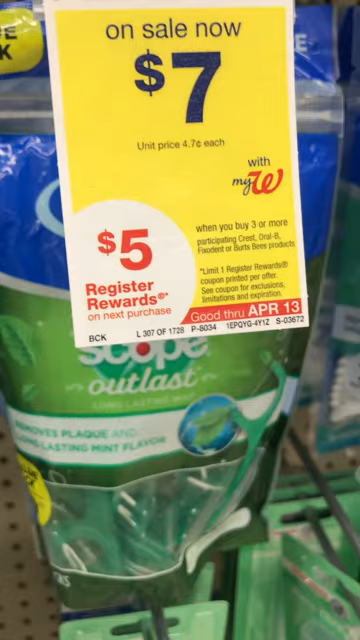 on sale now
$7
Unit price 4.7¢ each
with
myW
$5
Register
Rewards®*
on next purchase
when you buy 3 or more
participating Crest, Oral-B,
Fixodent or Burts Bees products
*Limit 1 Register Rewards®
coupon printed per offer.
See coupon for exclusions,
limitations and expiration.
Good thru APR 13
BCK L 307 OF 1728 P-8034 1EPQYG-4Y1Z S-03672
scope
outlast
LONG LASTING MINT
REMOVES PLAQUE AND
LONG LASTING MINT FLAVOR